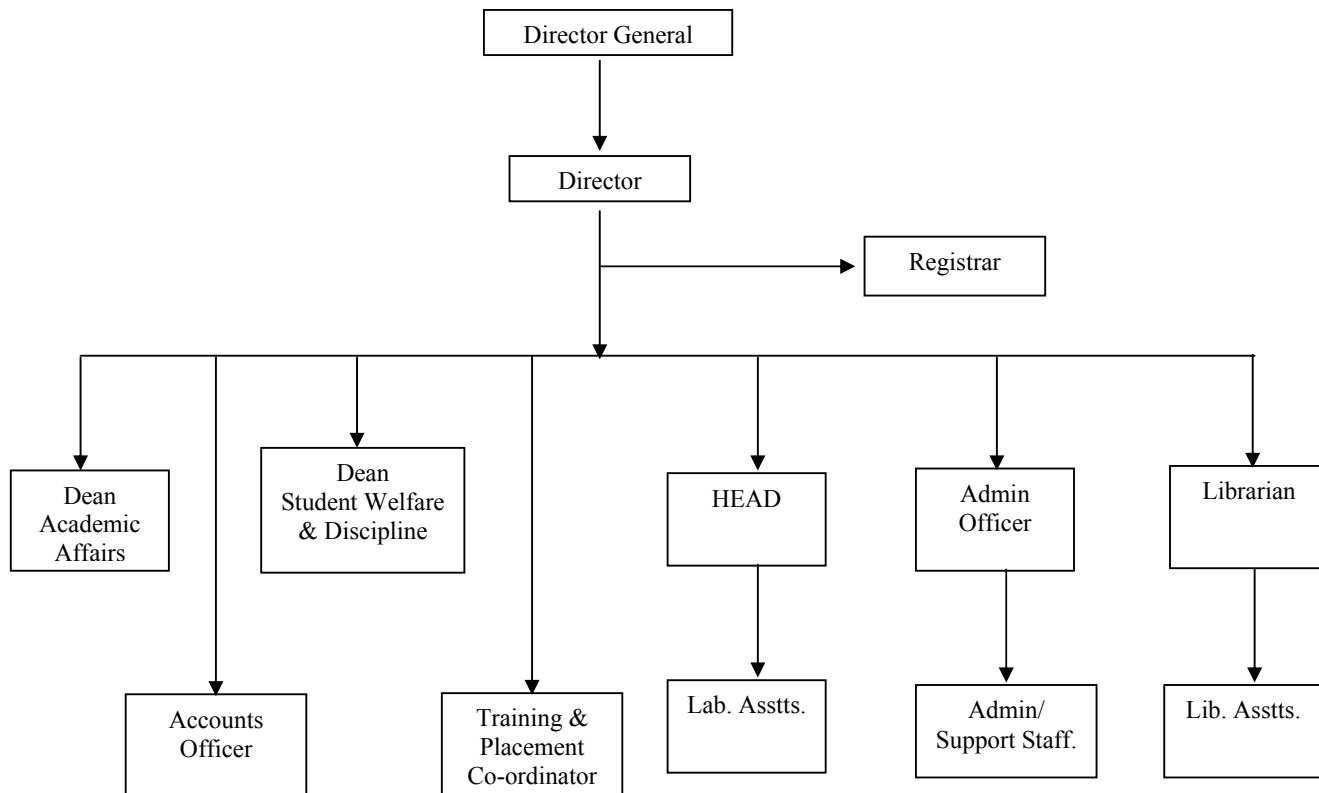 Director General
Director
Registrar
Dean
Academic
Affairs
Dean
Student Welfare
& Discipline
HEAD
Admin
Officer
Librarian
Accounts
Officer
Training &
Placement
Co-ordinator
Lab. Asstts.
Admin/
Support Staff.
Lib. Asstts.